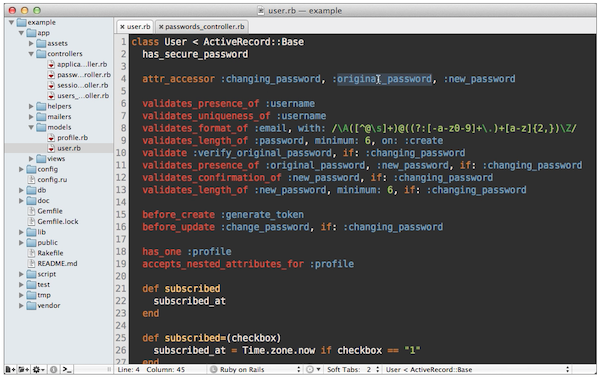 user.rb — example
example
app
assets
controllers
applica...ller.rb
passw...roller.rb
sessio...oller.rb
users_...oller.rb
helpers
mailers
models
profile.rb
user.rb
views
config
config.ru
db
doc
Gemfile
Gemfile.lock
lib
public
Rakefile
README.md
script
test
tmp
vendor
user.rb
passwords_controller.rb
1 class User < ActiveRecord::Base
2 has_secure_password
3
4 attr_accessor :changing_password, :original_password, :new_password
5
6 validates_presence_of :username
7 validates_uniqueness_of :username
8 validates_format_of :email, with: /\A([^@\s]+)@((?:[-a-z0-9]+\.)+[a-z]{2,})\Z/
9 validates_length_of :password, minimum: 6, on: :create
10 validate :verify_original_password, if: :changing_password
11 validates_presence_of :original_password, :new_password, if: :changing_password
12 validates_confirmation_of :new_password, if: :changing_password
13 validates_length_of :new_password, minimum: 6, if: :changing_password
14
15 before_create :generate_token
16 before_update :change_password, if: :changing_password
17
18 has_one :profile
19 accepts_nested_attributes_for :profile
20
21 def subscribed
22 subscribed_at
23 end
24
25 def subscribed=(checkbox)
26 subscribed_at = Time.zone.now if checkbox == "1"
27 end
Line: 4 Column: 45
Ruby on Rails
Soft Tabs: 2
User < ActiveRecord::Base